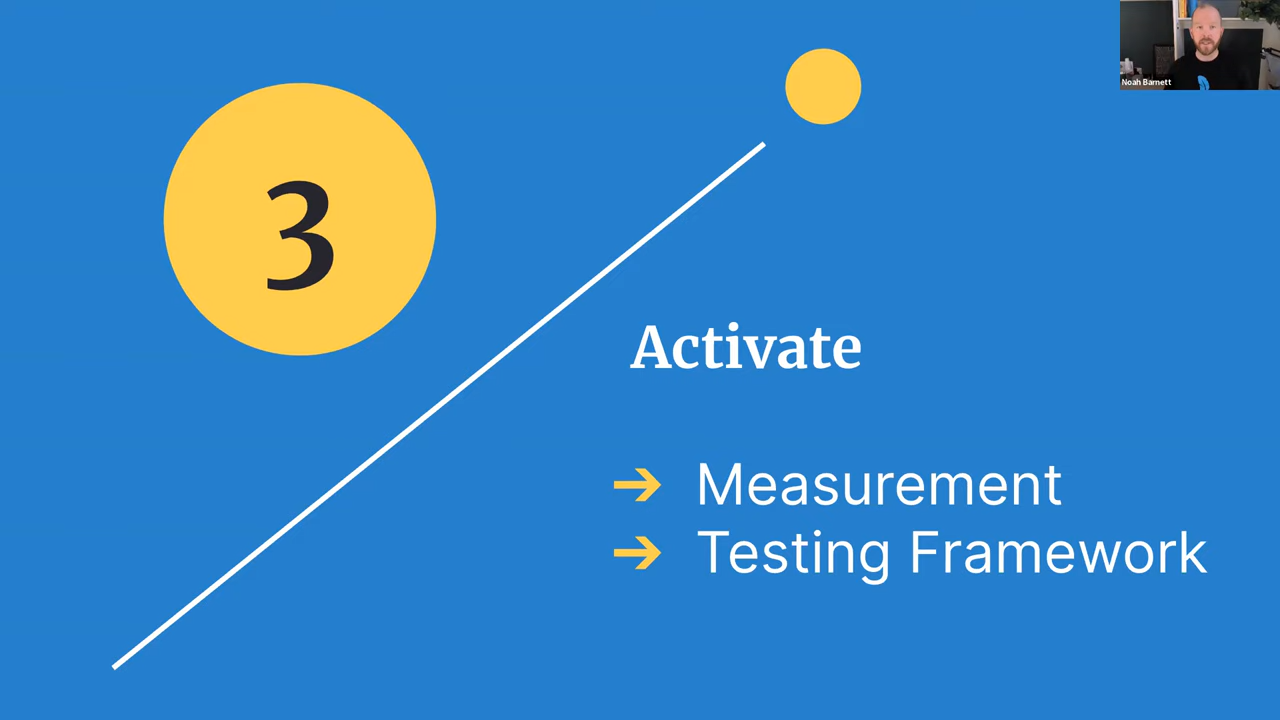 Noah Barnett
3
Activate
➔ Measurement
➔ Testing Framework